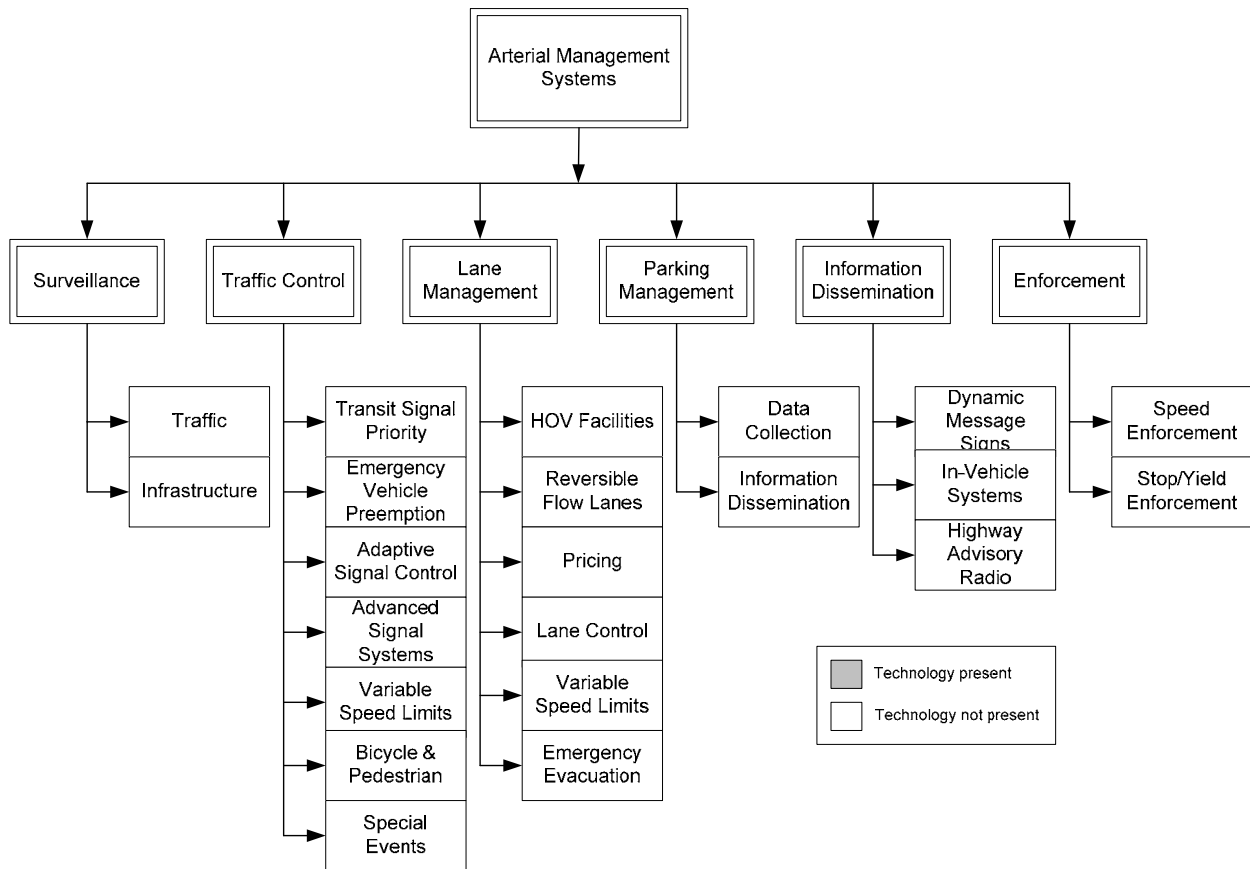 Arterial Management
Systems
Surveillance
Traffic Control
Lane
Management
Parking
Management
Information
Dissemination
Enforcement
Traffic
Infrastructure
Transit Signal
Priority
Emergency
Vehicle
Preemption
Adaptive
Signal Control
Advanced
Signal
Systems
Variable
Speed Limits
Bicycle &
Pedestrian
Special
Events
HOV Facilities
Reversible
Flow Lanes
Pricing
Lane Control
Variable
Speed Limits
Emergency
Evacuation
Data
Collection
Information
Dissemination
Dynamic
Message
Signs
In-Vehicle
Systems
Highway
Advisory
Radio
Speed
Enforcement
Stop/Yield
Enforcement
Technology present
Technology not present